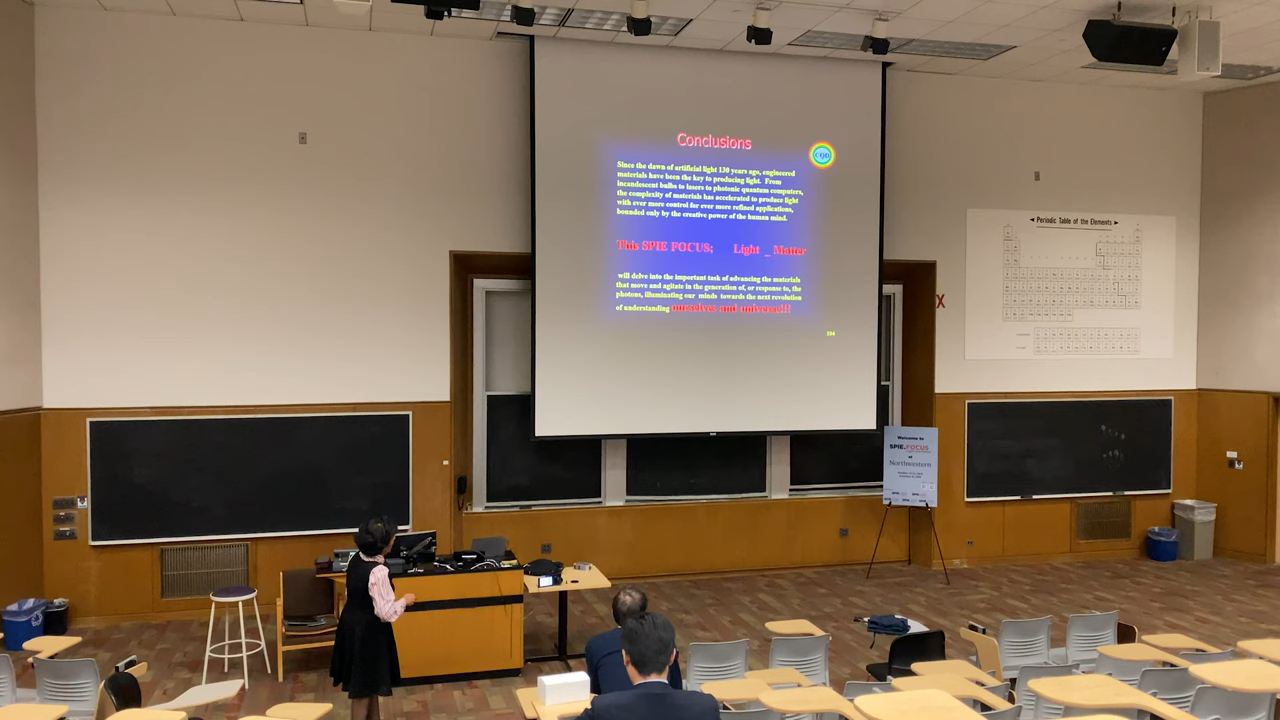 Conclusions
CQD
Since the dawn of artificial light 130 years ago, engineered
materials have been the key to producing light. From
incandescent bulbs to lasers to photonic quantum computers,
the complexity of materials has accelerated to produce light
with ever more control for ever more refined applications,
bounded only by the creative power of the human mind.
This SPIE FOCUS; Light _ Matter
will delve into the important task of advancing the materials
that move and agitate in the generation of, or response to, the
photons, illuminating our minds towards the next revolution
of understanding ourselves and universe!!!
104
◄ Periodic Table of the Elements ►
X
Welcome to
SPIE.FOCUS
at
Northwestern